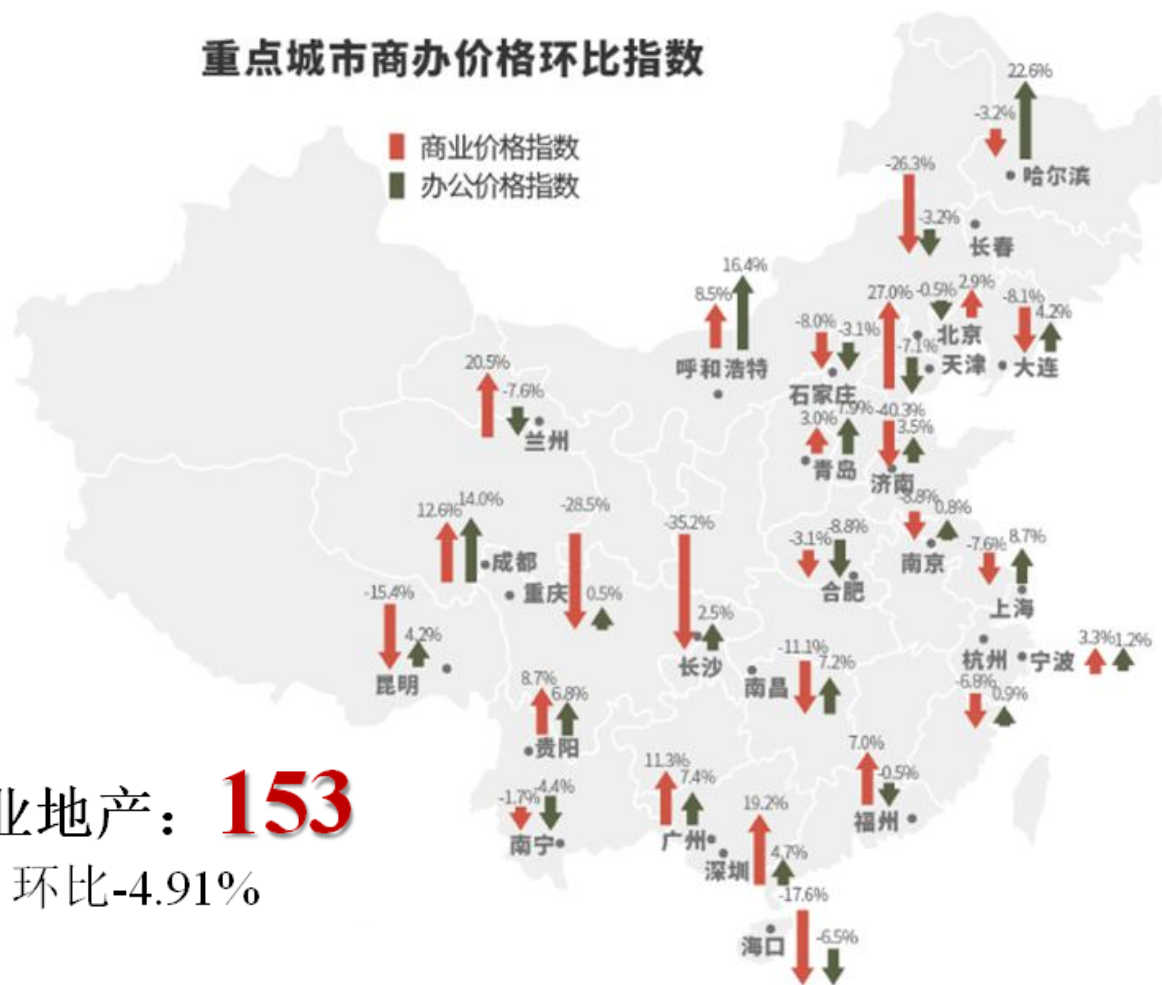 重点城市商办价格环比指数
商业价格指数
办公价格指数
22.6%
-3.2%
哈尔滨
-26.3%
-3.2%
长春
16.4%
8.5%
呼和浩特
27.0%
-0.5%
2.9%
北京
-8.1%
4.2%
大连
-8.0%
-3.1%
石家庄
-7.1%
天津
20.5%
-7.6%
兰州
3.0%
7.9%
青岛
-40.3%
3.5%
济南
12.6%
14.0%
成都
-28.5%
0.5%
重庆
-35.2%
2.5%
长沙
-3.1%
-8.8%
合肥
-8.8%
0.8%
南京
-7.6%
8.7%
上海
-15.4%
4.2%
昆明
-11.1%
7.2%
南昌
杭州
-6.8%
0.9%
宁波
3.3%
1.2%
8.7%
6.8%
贵阳
7.0%
-0.5%
福州
-1.7%
-4.4%
南宁
11.3%
7.4%
广州
19.2%
4.7%
深圳
-17.6%
-6.5%
海口
业地产：153
环比-4.91%